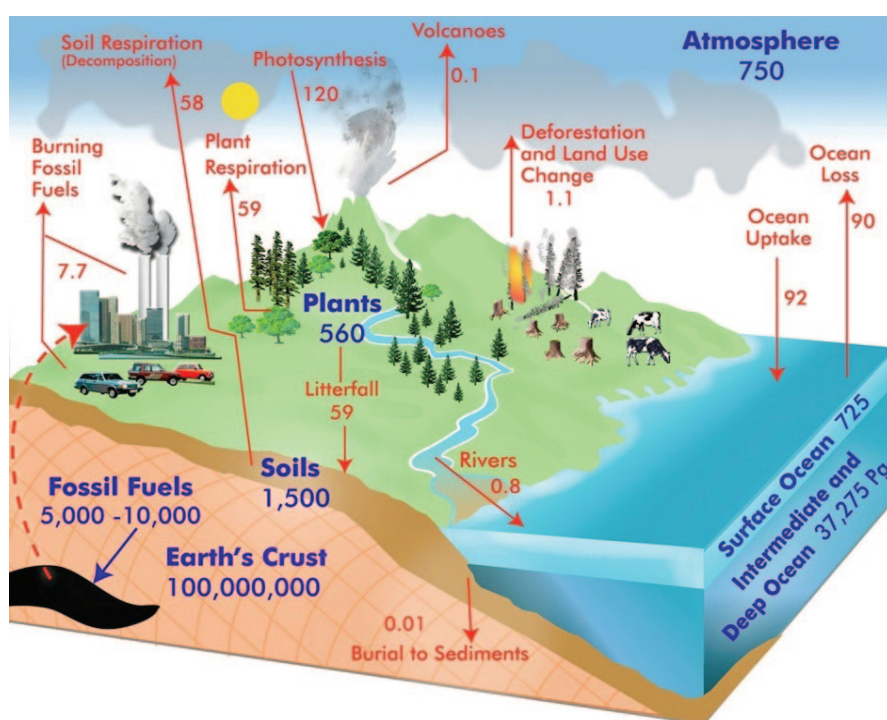 Volcanoes
0.1
Atmosphere
750
Soil Respiration
(Decomposition)
58
Photosynthesis
120
Burning
Fossil
Fuels
7.7
Plant
Respiration
59
Deforestation
and Land Use
Change
1.1
Ocean
Loss
90
Ocean
Uptake
92
Plants
560
Litterfall
59
Soils
1,500
Rivers
0.8
Surface Ocean 725
Intermediate and
Deep Ocean 37,275 Pg
Fossil Fuels
5,000 -10,000
Earth's Crust
100,000,000
0.01
Burial to Sediments